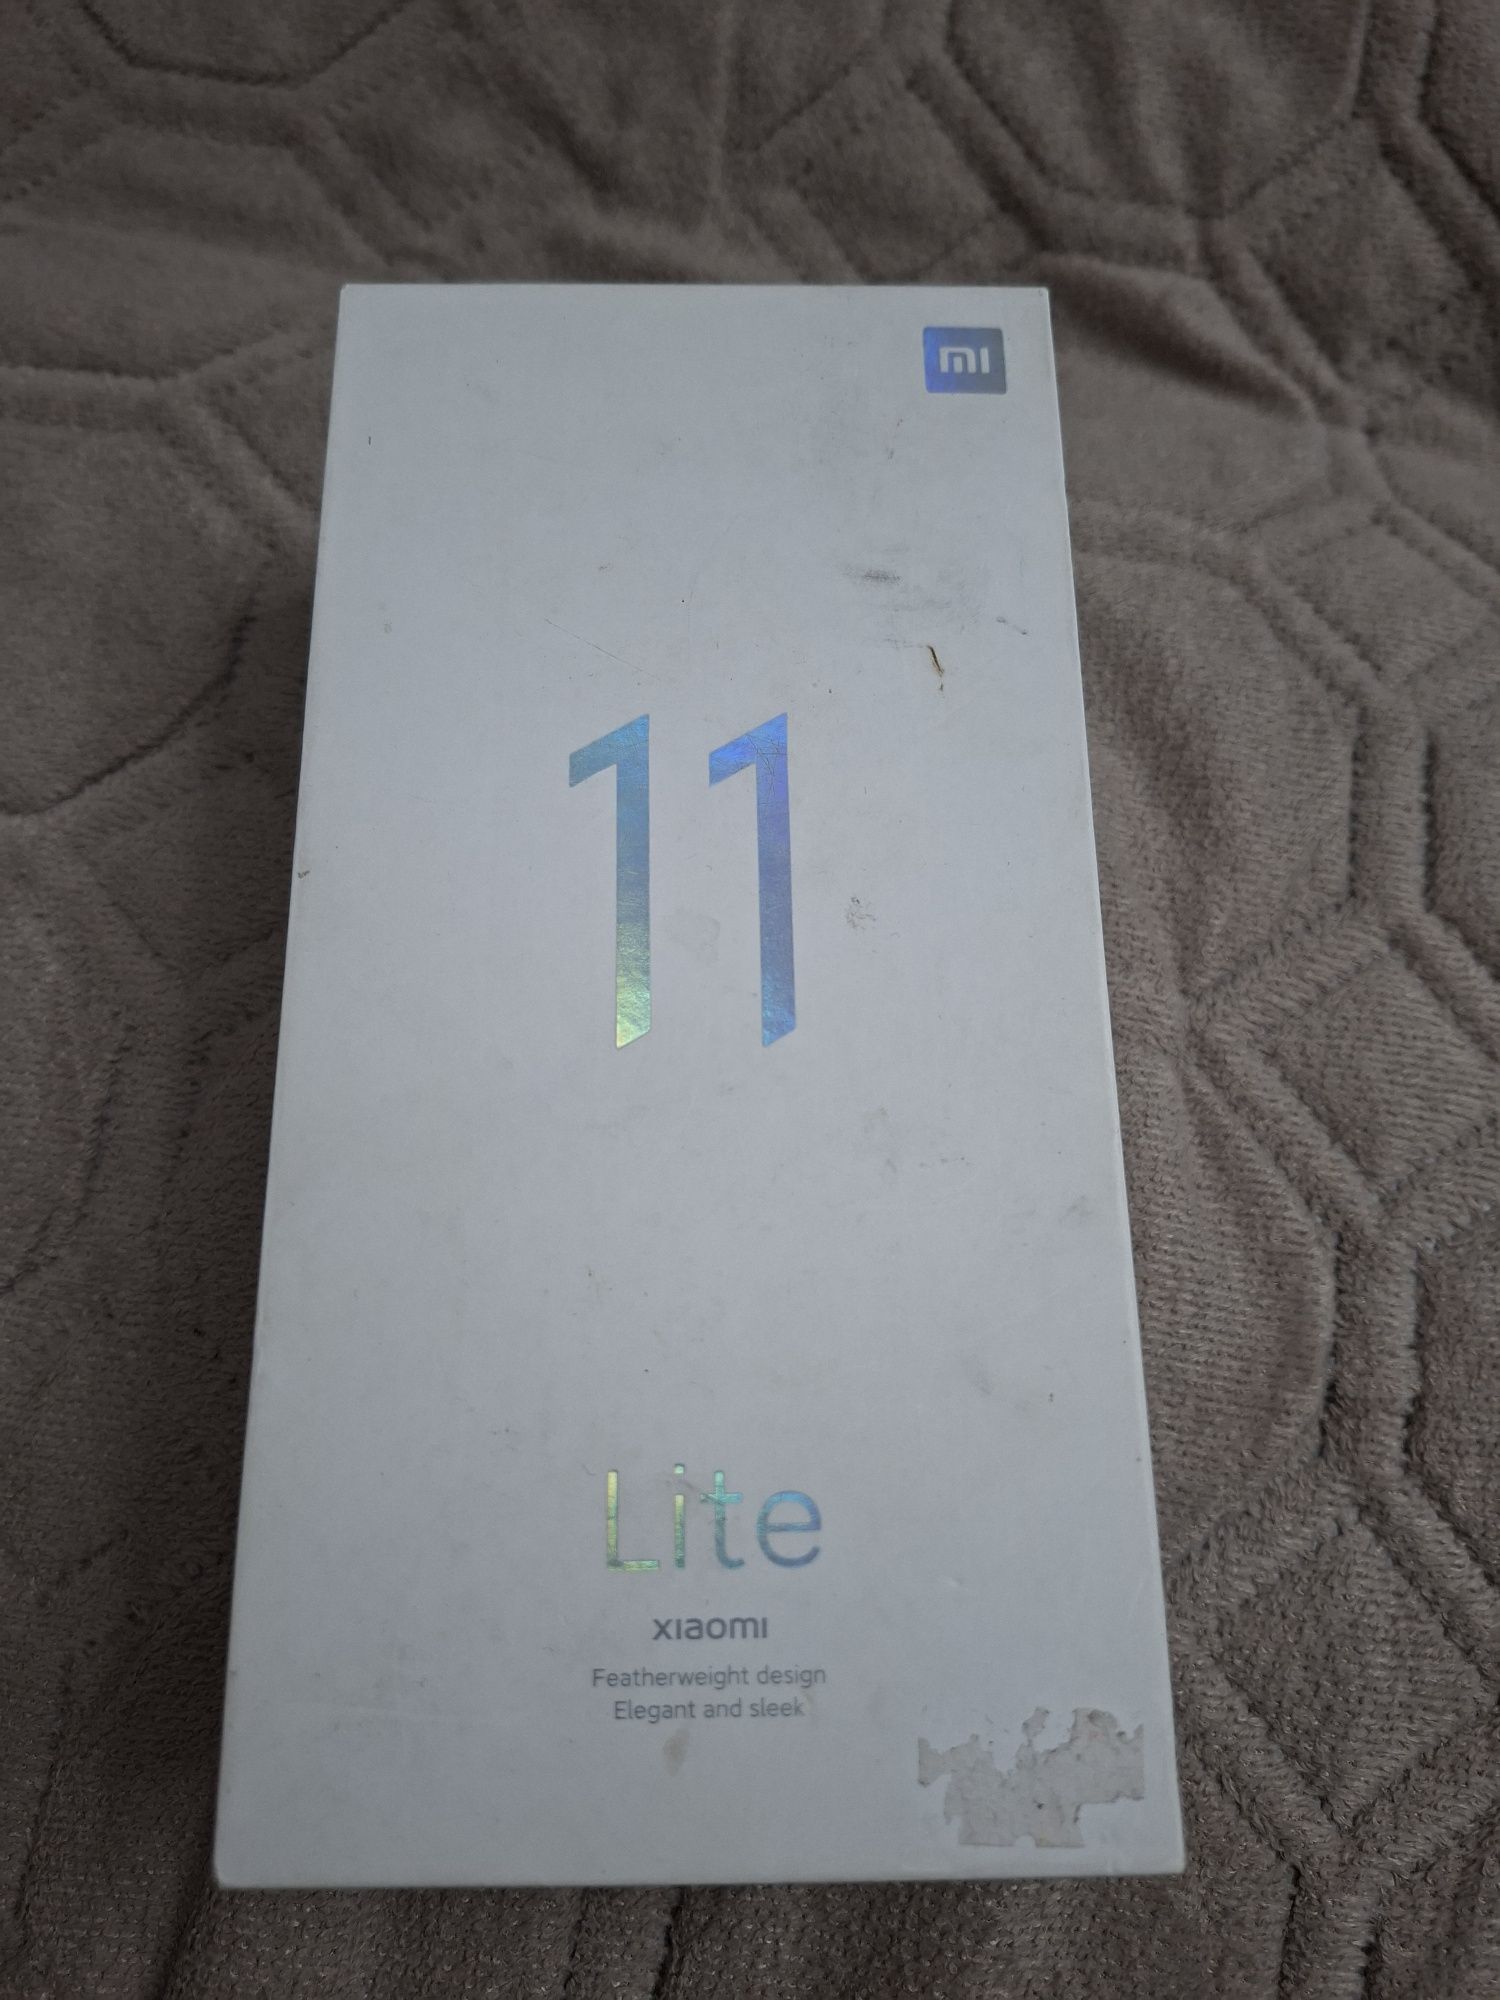 mi
11
Lite
xiaomi
Featherweight design
Elegant and sleek